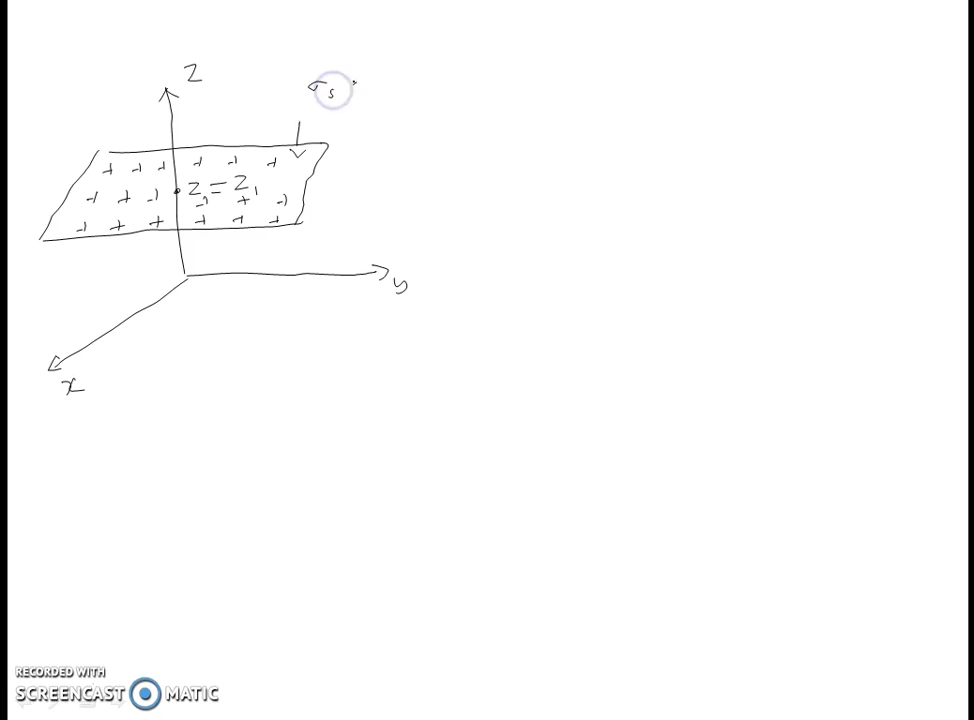 z
σs
+ + + + + +
+ + + z = z1 + + +
+ + + + + +
y
x
RECORDED WITH
SCREENCAST MATIC